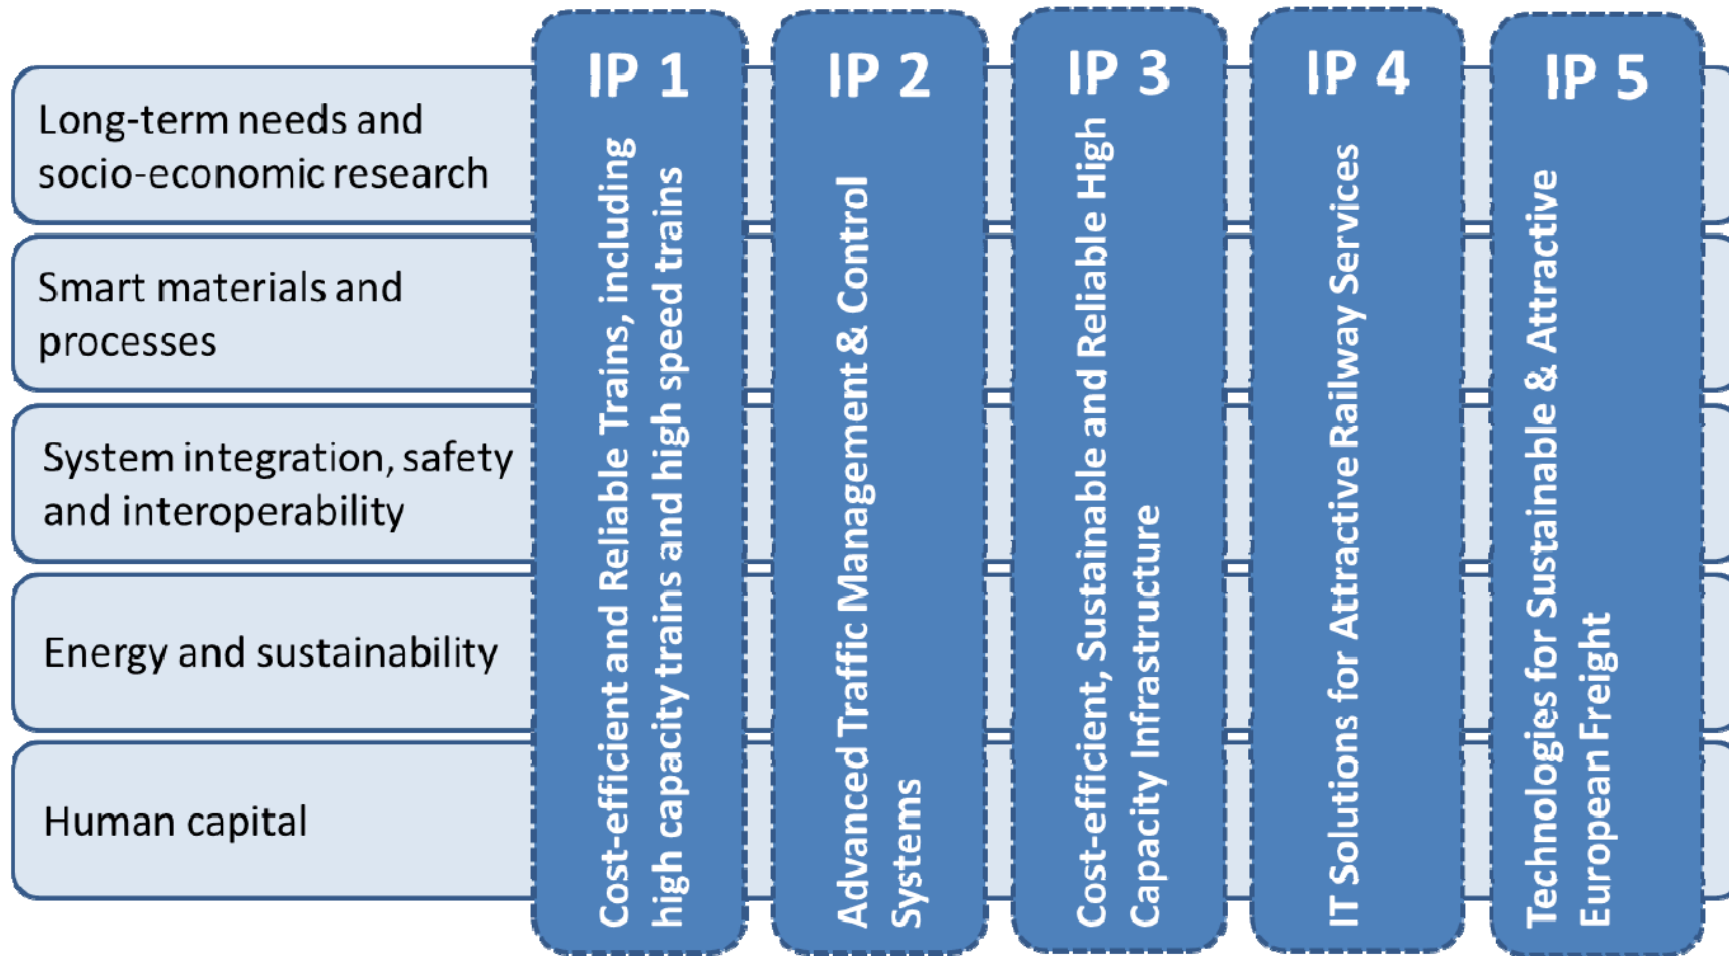 Long-term needs and
socio-economic research
Smart materials and
processes
System integration, safety
and interoperability
Energy and sustainability
Human capital
IP 1
Cost-efficient and Reliable Trains, including
high capacity trains and high speed trains
IP 2
Advanced Traffic Management & Control
Systems
IP 3
Cost-efficient, Sustainable and Reliable High
Capacity Infrastructure
IP 4
IT Solutions for Attractive Railway Services
IP 5
Technologies for Sustainable & Attractive
European Freight